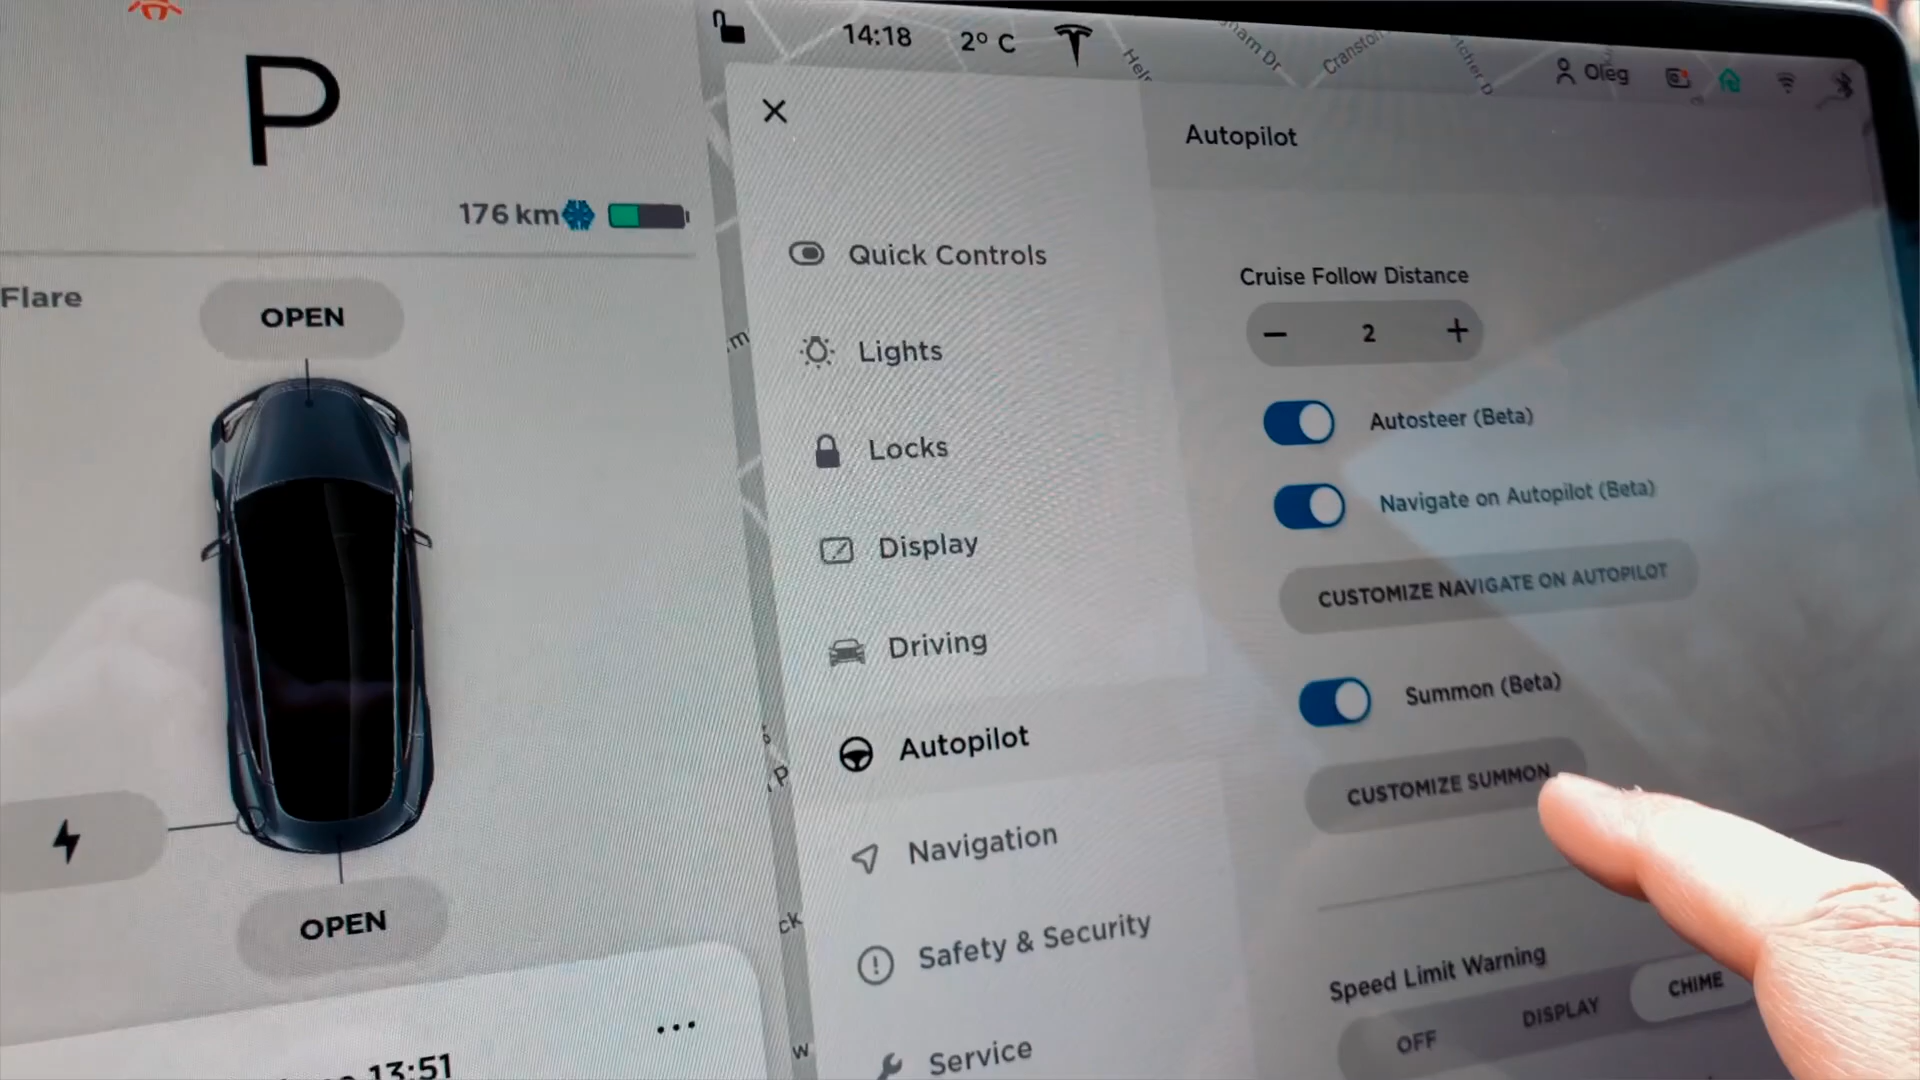 P
176 km
Flare
OPEN
OPEN
13:51
14:18
2° C
Cranston
Oleg
Autopilot
Quick Controls
Lights
Locks
Display
Driving
Autopilot
Navigation
Safety & Security
Service
Cruise Follow Distance
− 2 +
Autosteer (Beta)
Navigate on Autopilot (Beta)
CUSTOMIZE NAVIGATE ON AUTOPILOT
Summon (Beta)
CUSTOMIZE SUMMON
Speed Limit Warning
OFF DISPLAY CHIME